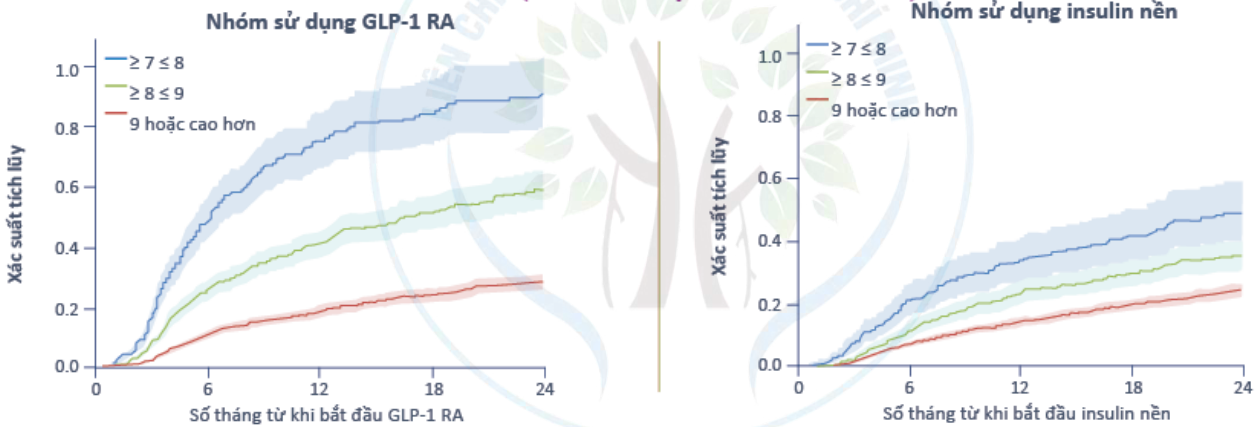 Nhóm sử dụng GLP-1 RA
≥ 7 ≤ 8
≥ 8 ≤ 9
9 hoặc cao hơn
1.0
0.8
0.6
0.4
0.2
0.0
Xác suất tích lũy
0 6 12 18 24
Số tháng từ khi bắt đầu GLP-1 RA
Nhóm sử dụng insulin nền
≥ 7 ≤ 8
≥ 8 ≤ 9
9 hoặc cao hơn
1.0
0.8
0.6
0.4
0.2
0.0
Xác suất tích lũy
0 6 12 18 24
Số tháng từ khi bắt đầu insulin nền
LIÊN CHI
CHÍ MINH